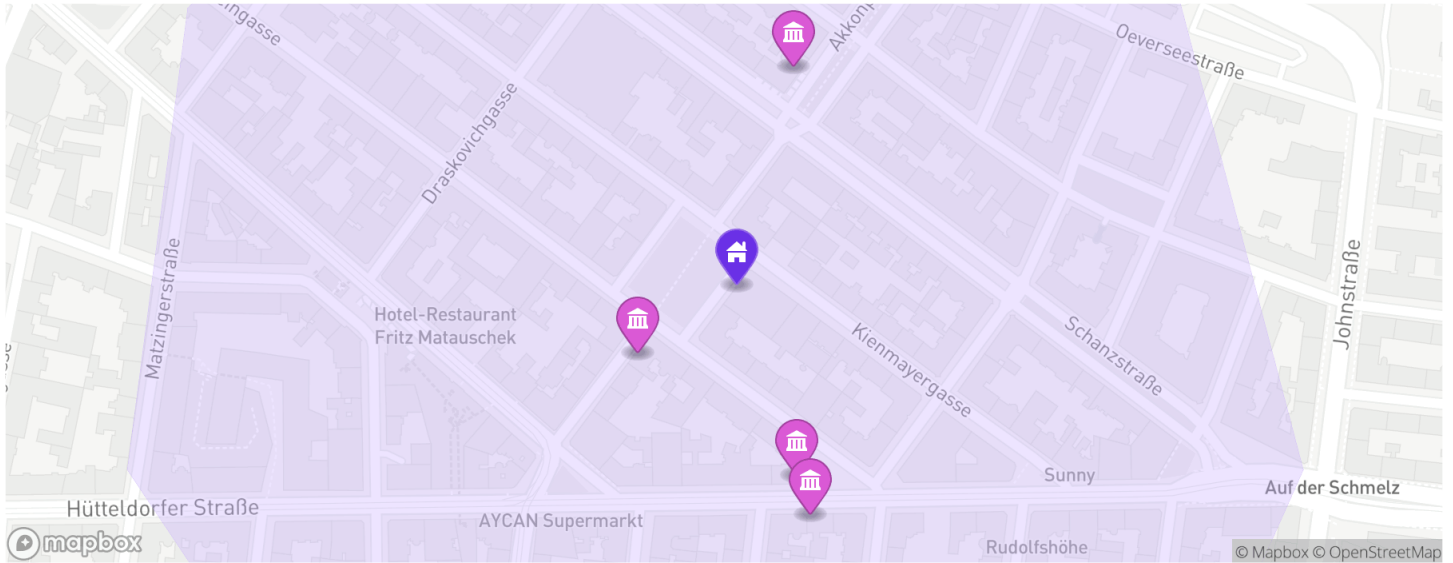 Oeverseestraße
Draskovichgasse
Matzingerstraße
Johnstraße
Hotel-Restaurant
Fritz Matauschek
Kienmayergasse
Schanzstraße
Sunny
Auf der Schmelz
Hütteldorfer Straße
AYCAN Supermarkt
Rudolfshöhe
mapbox
© Mapbox © OpenStreetMap